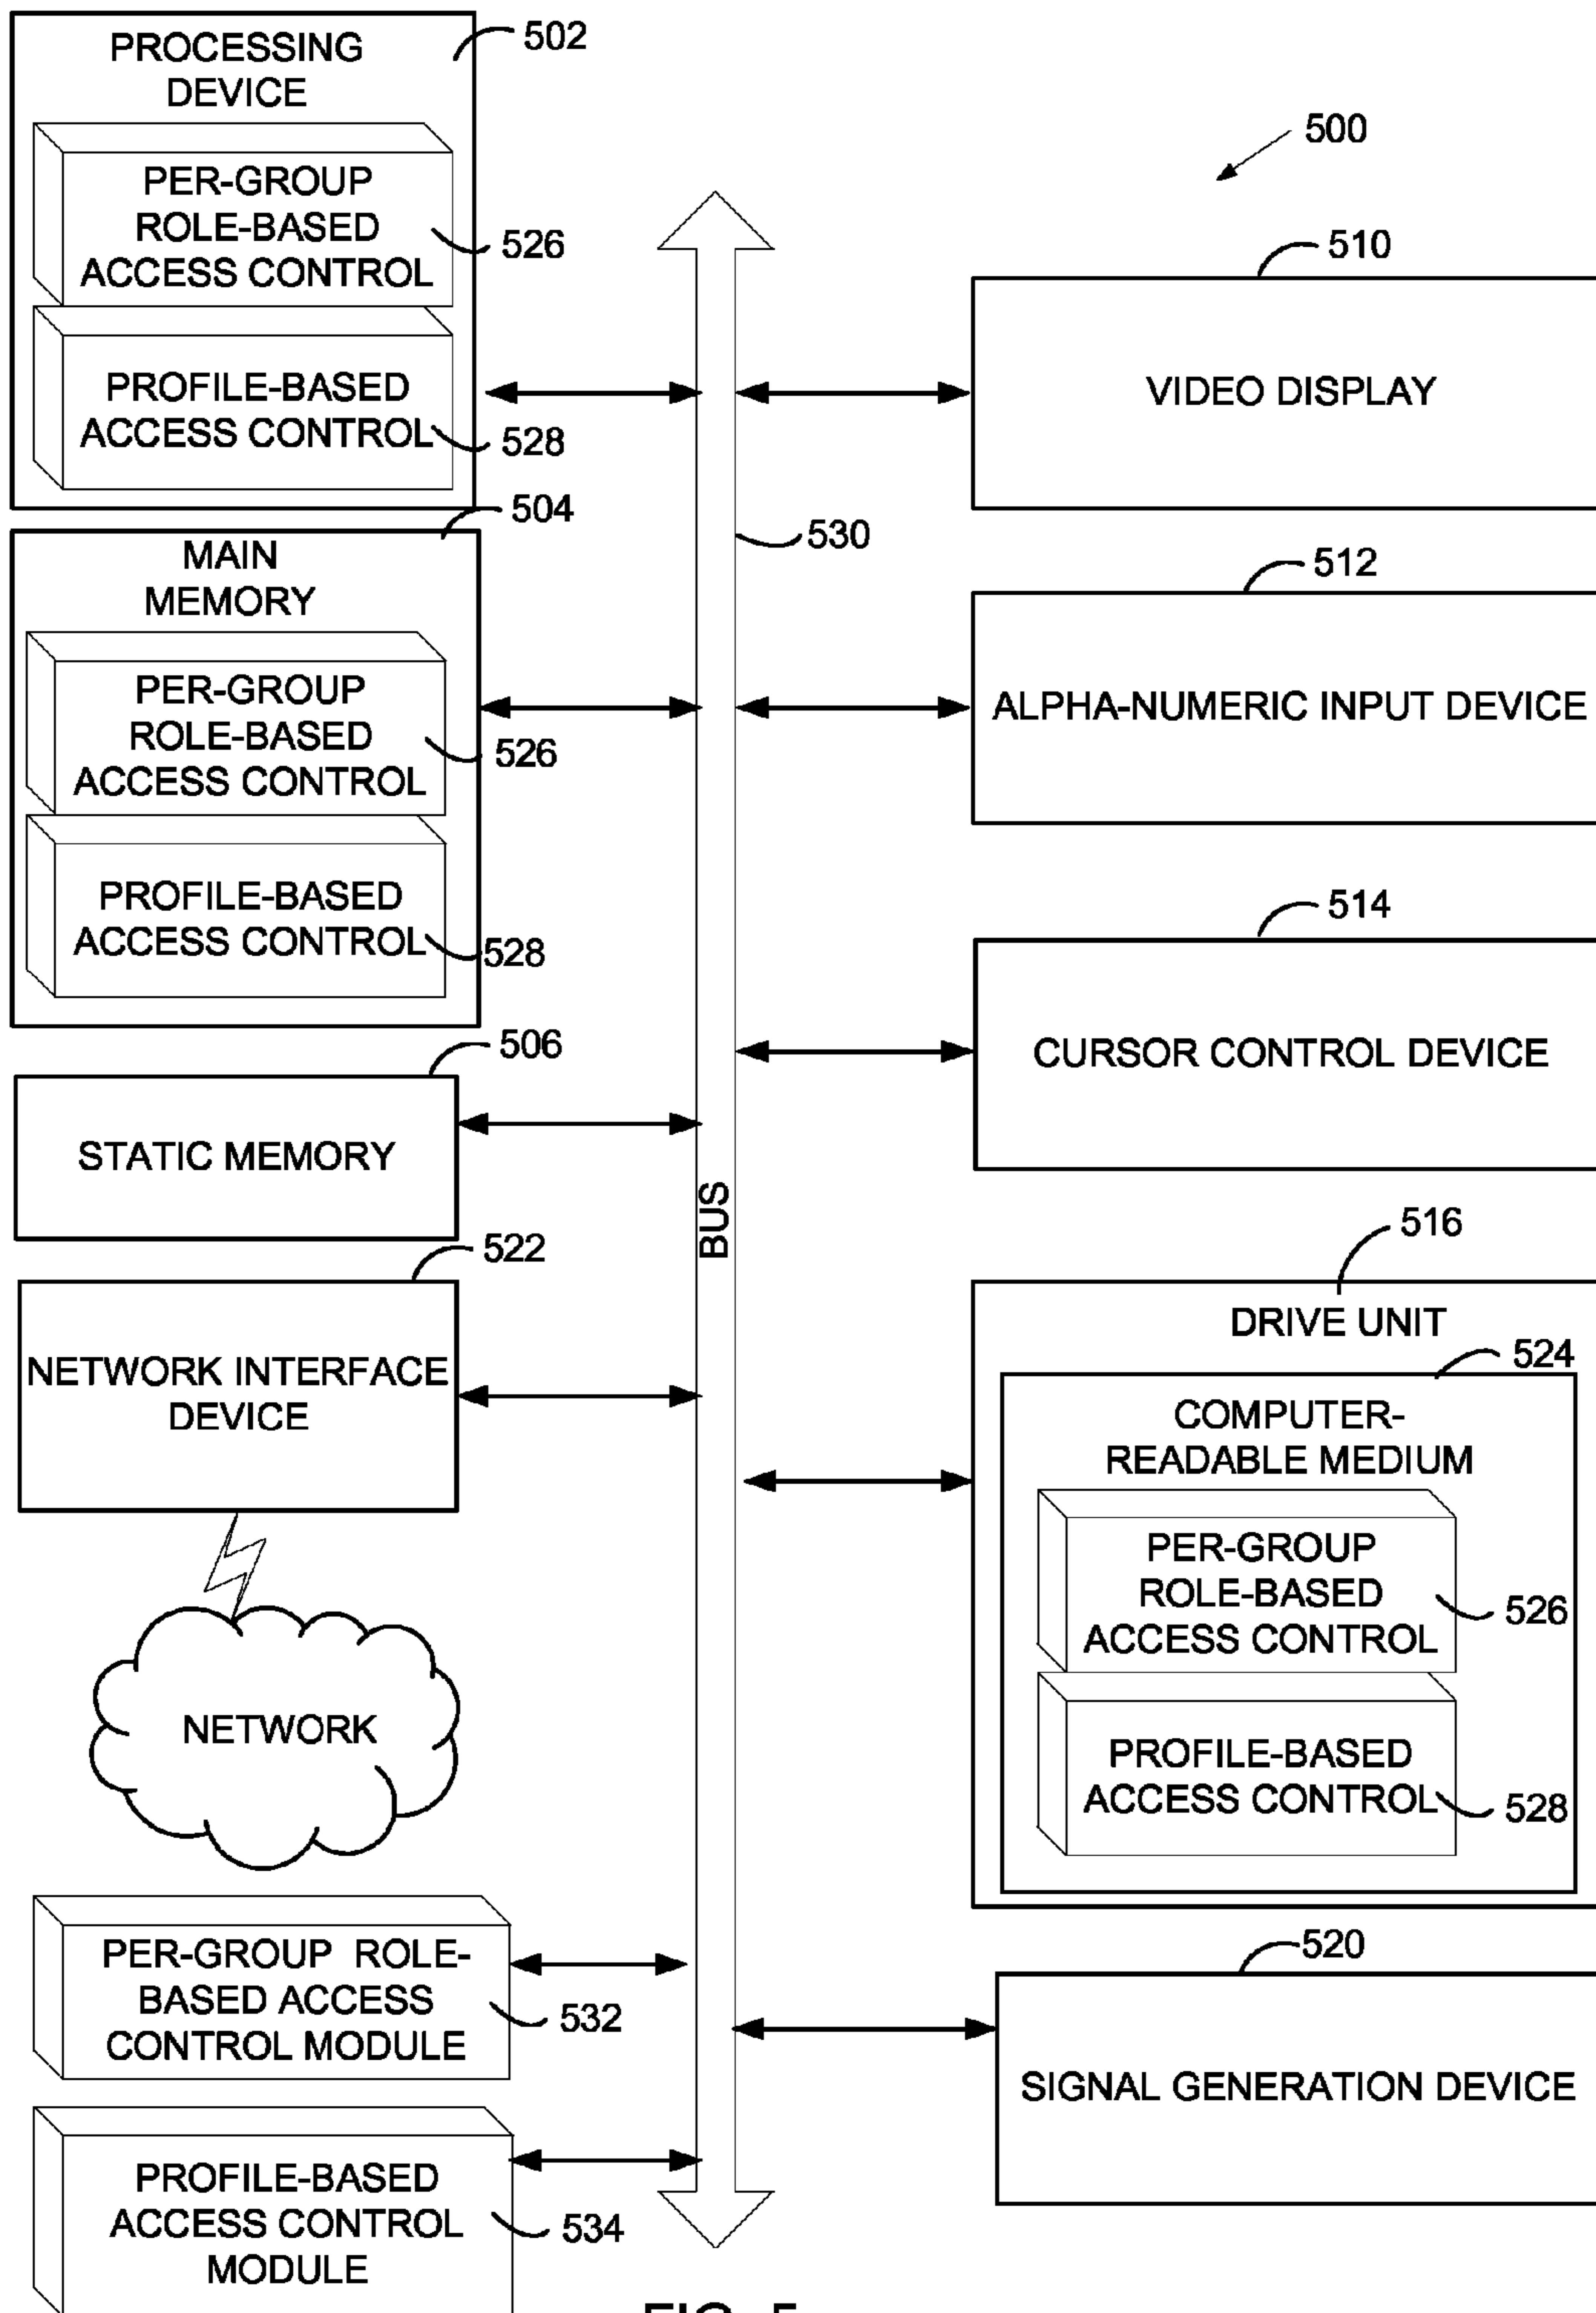 PROCESSING
DEVICE
502
PER-GROUP
ROLE-BASED
ACCESS CONTROL
526
PROFILE-BASED
ACCESS CONTROL
528
504
MAIN
MEMORY
PER-GROUP
ROLE-BASED
ACCESS CONTROL
526
PROFILE-BASED
ACCESS CONTROL
528
506
STATIC MEMORY
522
NETWORK INTERFACE
DEVICE
NETWORK
PER-GROUP ROLE-
BASED ACCESS
CONTROL MODULE
532
PROFILE-BASED
ACCESS CONTROL
MODULE
534
530
BUS
500
510
VIDEO DISPLAY
512
ALPHA-NUMERIC INPUT DEVICE
514
CURSOR CONTROL DEVICE
516
DRIVE UNIT
524
COMPUTER-
READABLE MEDIUM
PER-GROUP
ROLE-BASED
ACCESS CONTROL
526
PROFILE-BASED
ACCESS CONTROL
528
520
SIGNAL GENERATION DEVICE
FIG. 5